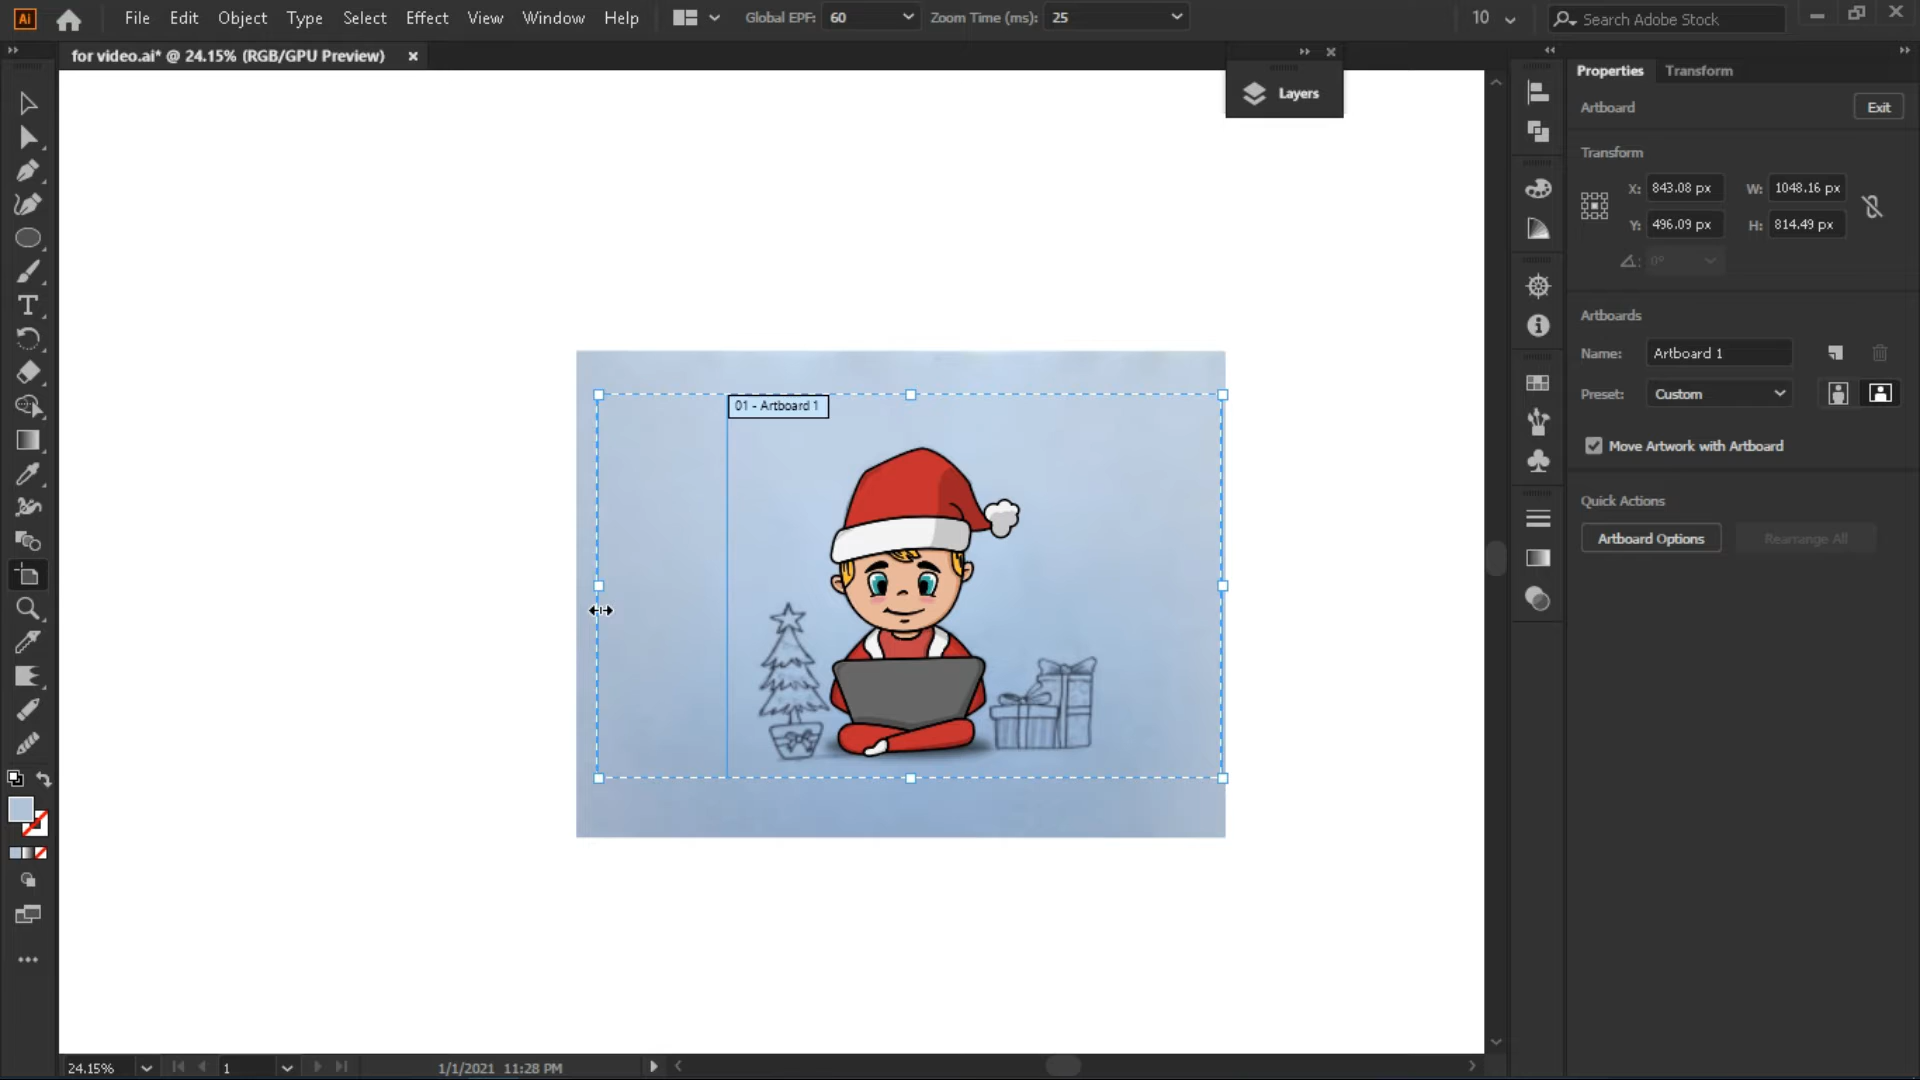 Ai File Edit Object Type Select Effect View Window Help Global EPF: 60 Zoom Time (ms): 25 10 Search Adobe Stock
for video.ai* @ 24.15% (RGB/GPU Preview)
Layers
Properties Transform
Artboard Exit
Transform
X: 843.08 px W: 1048.16 px
Y: 496.09 px H: 814.49 px
0°
Artboards
Name: Artboard 1
Preset: Custom
Move Artwork with Artboard
Quick Actions
Artboard Options Rearrange All
01 - Artboard 1
24.15% 1 1/1/2021 11:28 PM